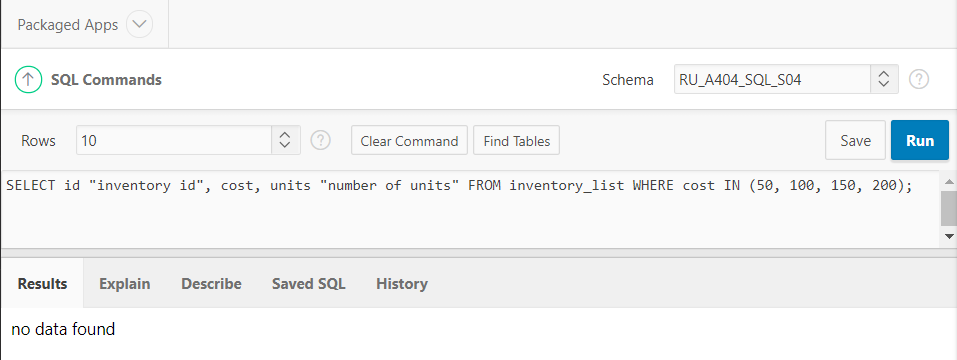 Packaged Apps
SQL Commands Schema RU_A404_SQL_S04 ?
Rows 10 ? Clear Command Find Tables Save Run
SELECT id "inventory id", cost, units "number of units" FROM inventory_list WHERE cost IN (50, 100, 150, 200);
Results Explain Describe Saved SQL History
no data found